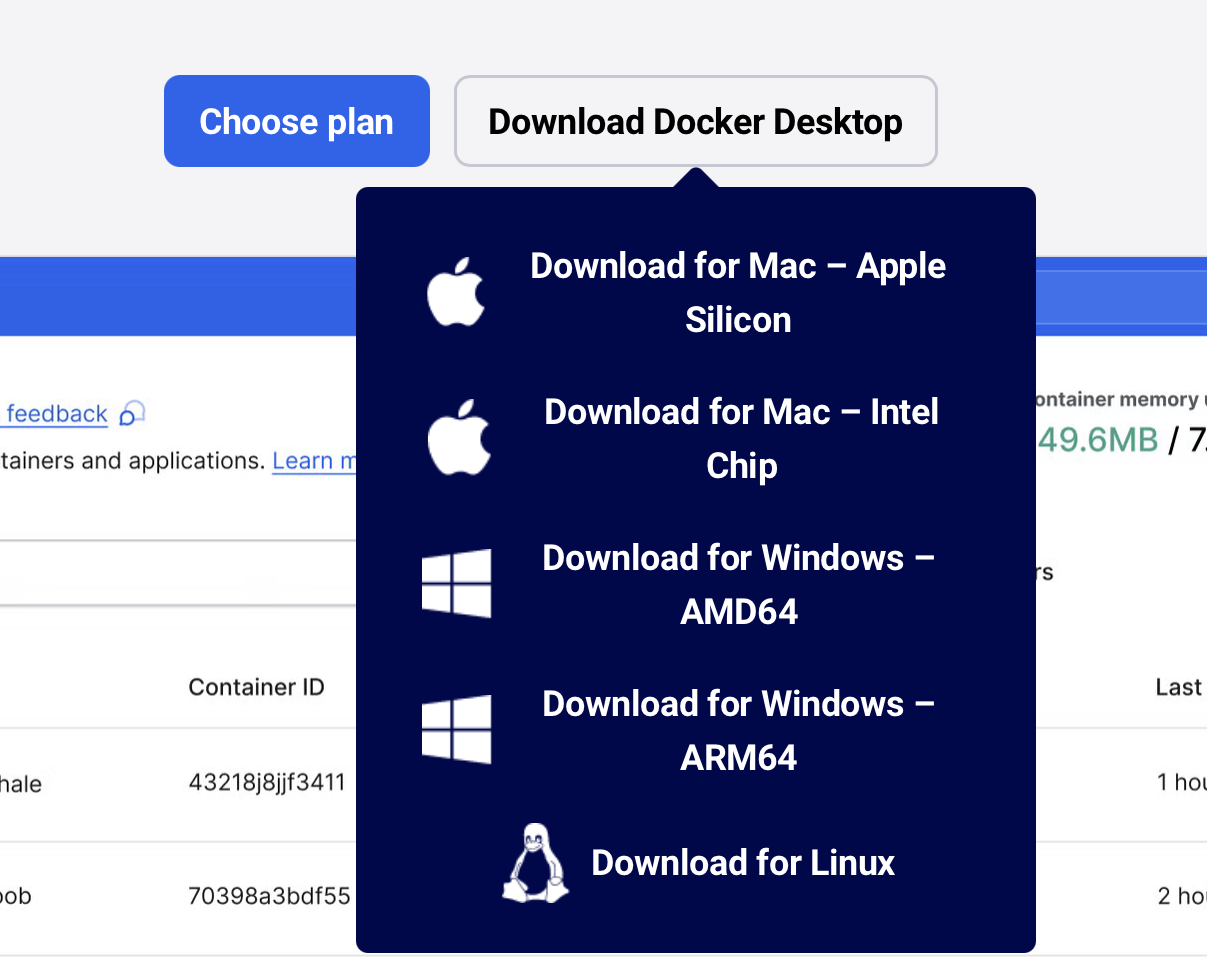 Choose plan
Download Docker Desktop
Download for Mac – Apple
Silicon
Download for Mac – Intel
Chip
Download for Windows –
AMD64
Download for Windows –
ARM64
Download for Linux
feedback
tainers and applications. Learn m
ontainer memory u
49.6MB / 7.
rs
Container ID
Last
hale
43218j8jjf3411
1 hou
oob
70398a3bdf55
2 hou